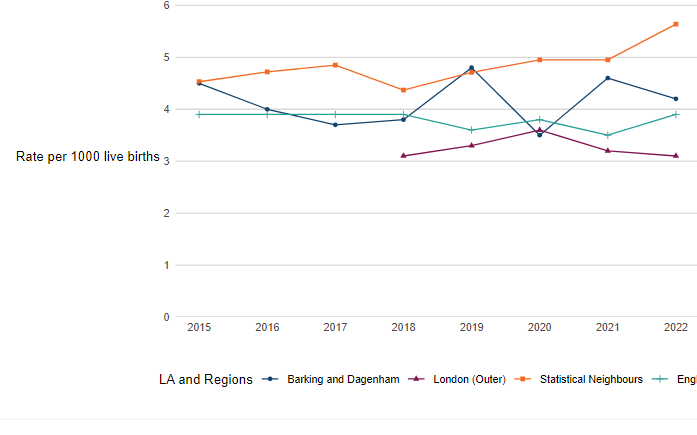 6
5
4
Rate per 1000 live births 3
2
1
0
2015 2016 2017 2018 2019 2020 2021 2022
LA and Regions Barking and Dagenham London (Outer) Statistical Neighbours Engl